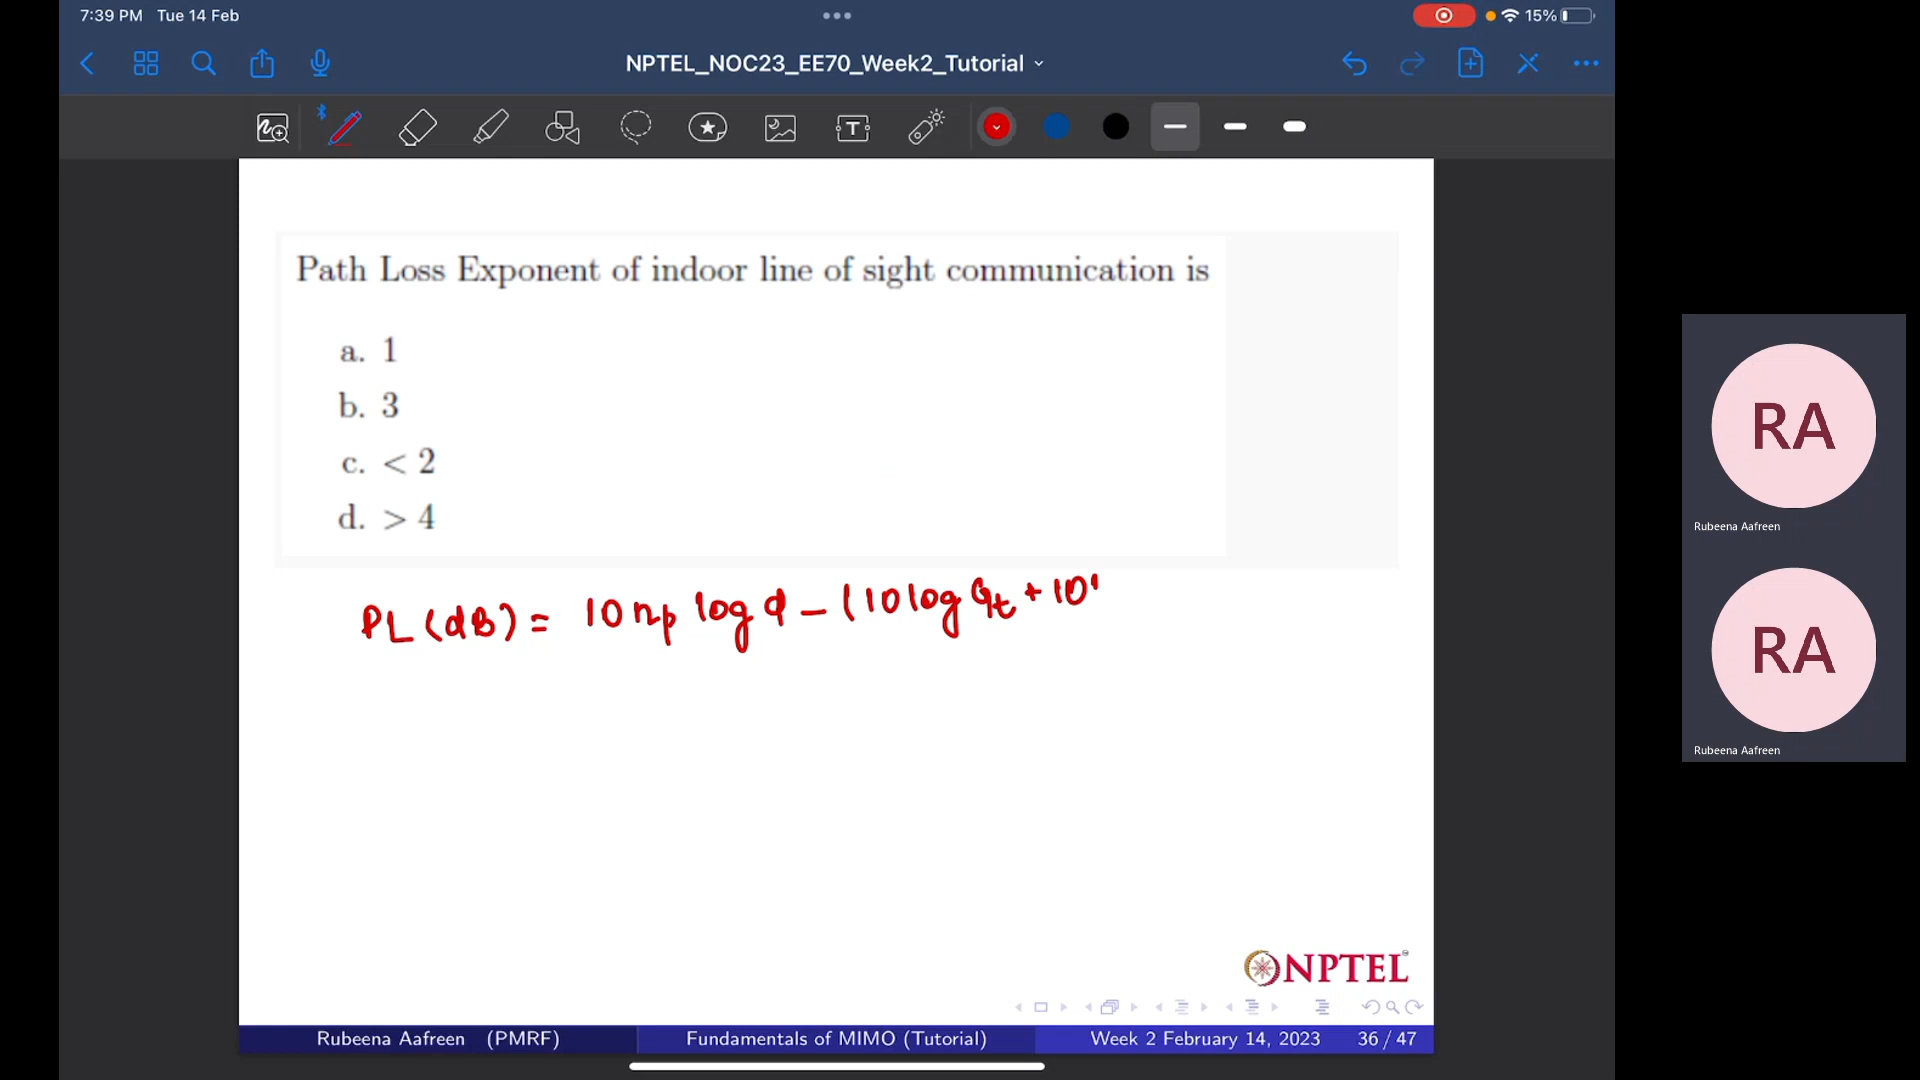 7:39 PM Tue 14 Feb
15%
NPTEL_NOC23_EE70_Week2_Tutorial
T
Path Loss Exponent of indoor line of sight communication is
a. 1
b. 3
c. < 2
d. > 4
PL (dB) = 10 np log d - (10 log Gt + 10
RA
Rubeena Aafreen
RA
Rubeena Aafreen
NPTEL
Rubeena Aafreen (PMRF) Fundamentals of MIMO (Tutorial) Week 2 February 14, 2023 36 / 47